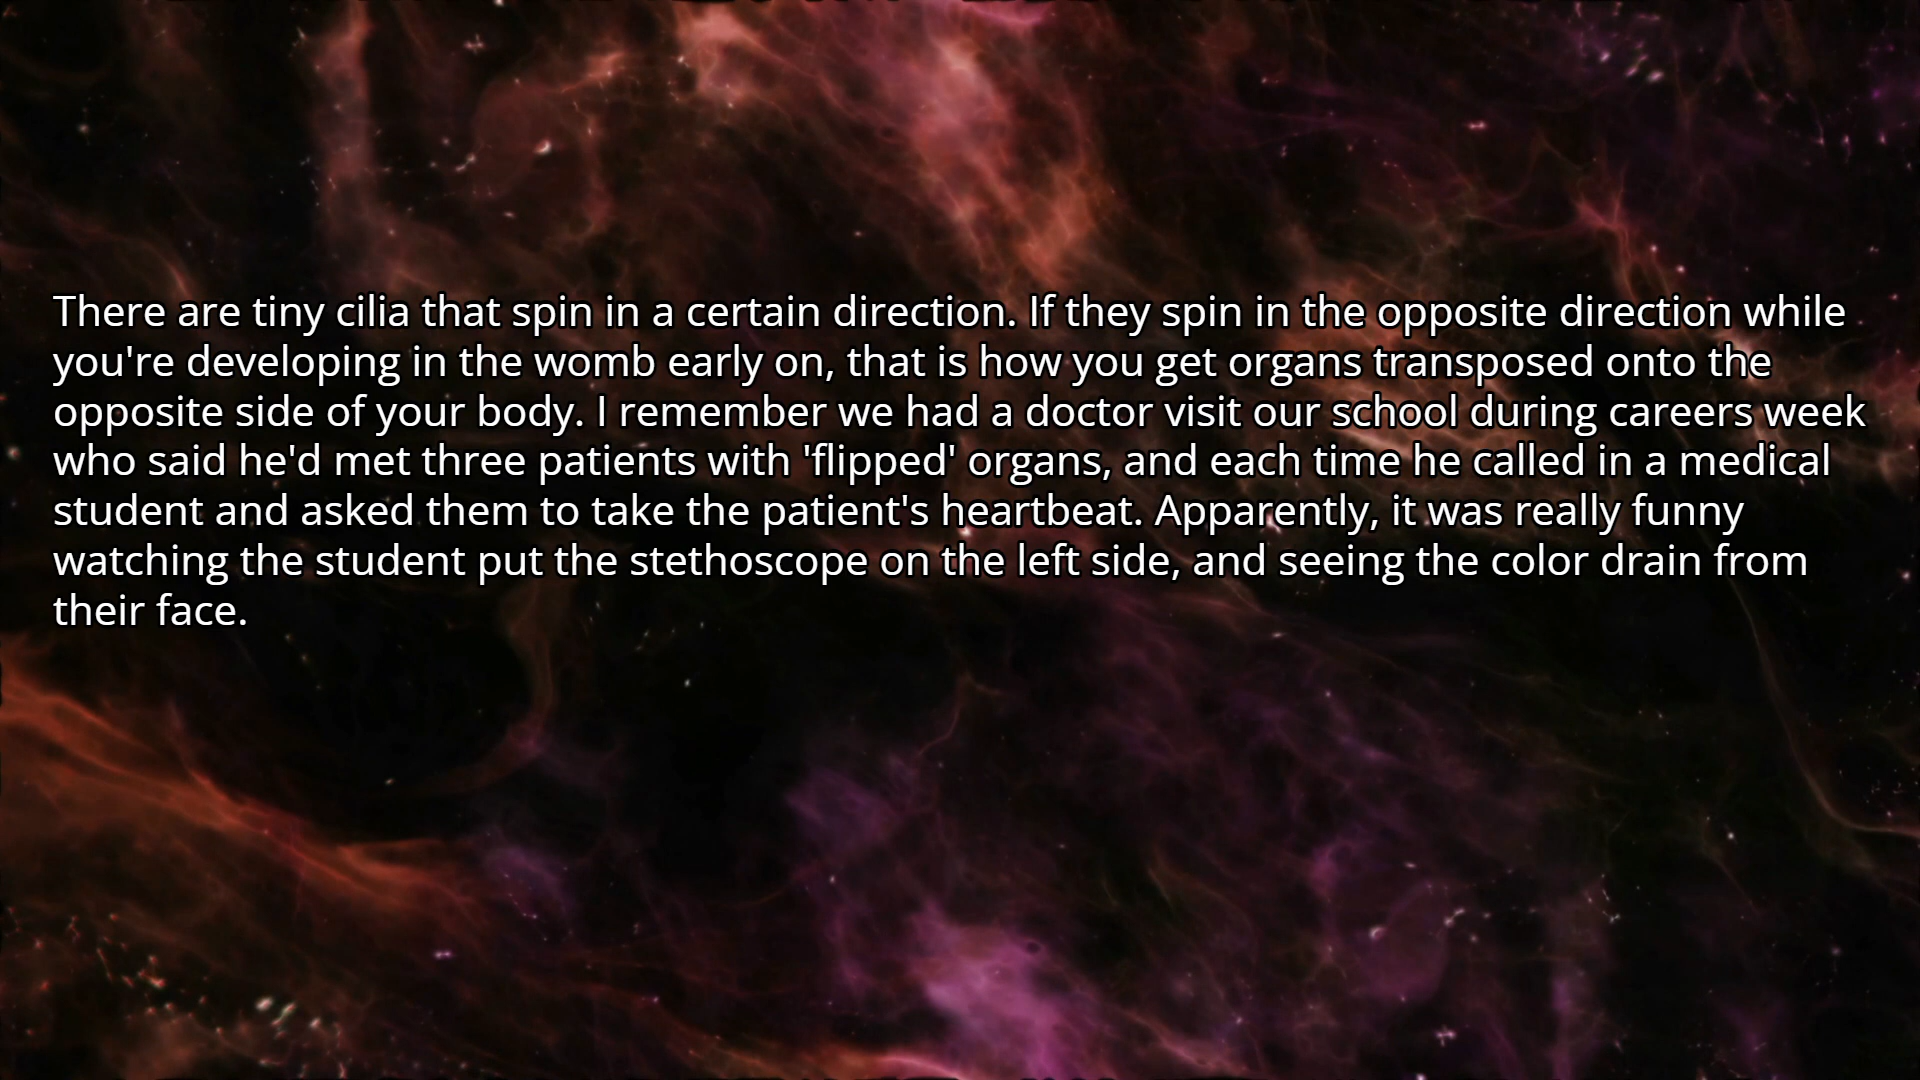 There are tiny cilia that spin in a certain direction. If they spin in the opposite direction while
you're developing in the womb early on, that is how you get organs transposed onto the
opposite side of your body. I remember we had a doctor visit our school during careers week
who said he'd met three patients with 'flipped' organs, and each time he called in a medical
student and asked them to take the patient's heartbeat. Apparently, it was really funny
watching the student put the stethoscope on the left side, and seeing the color drain from
their face.